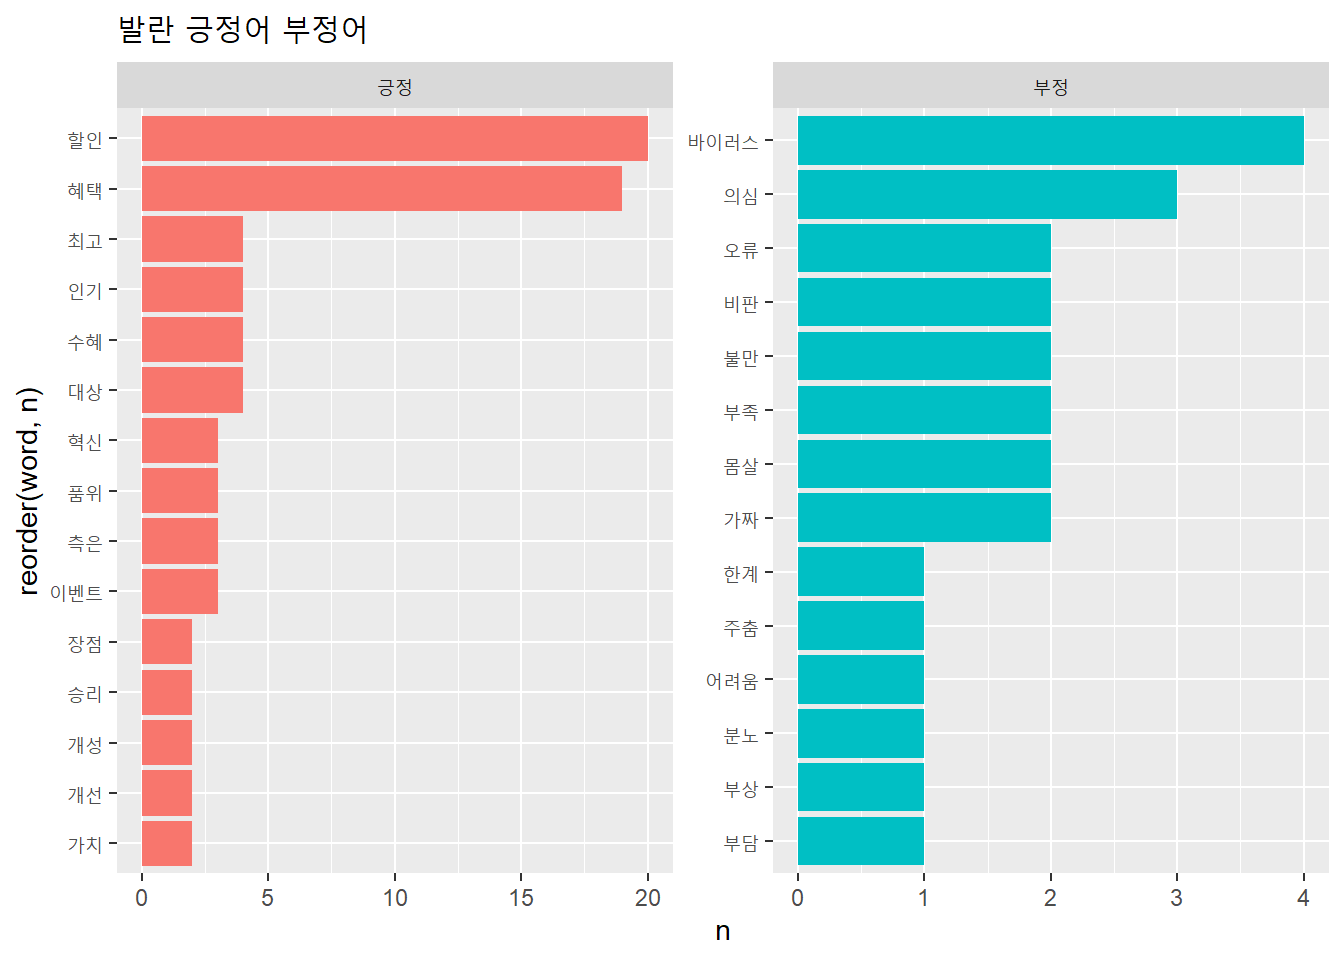 발란 긍정어 부정어
긍정
할인
혜택
최고
인기
수혜
대상
혁신
품위
측은
이벤트
장점
승리
개성
개선
가치
0 5 10 15 20
부정
바이러스
의심
오류
비판
불만
부족
몸살
가짜
한계
주춤
어려움
분노
부상
부담
0 1 2 3 4
n
reorder(word, n)